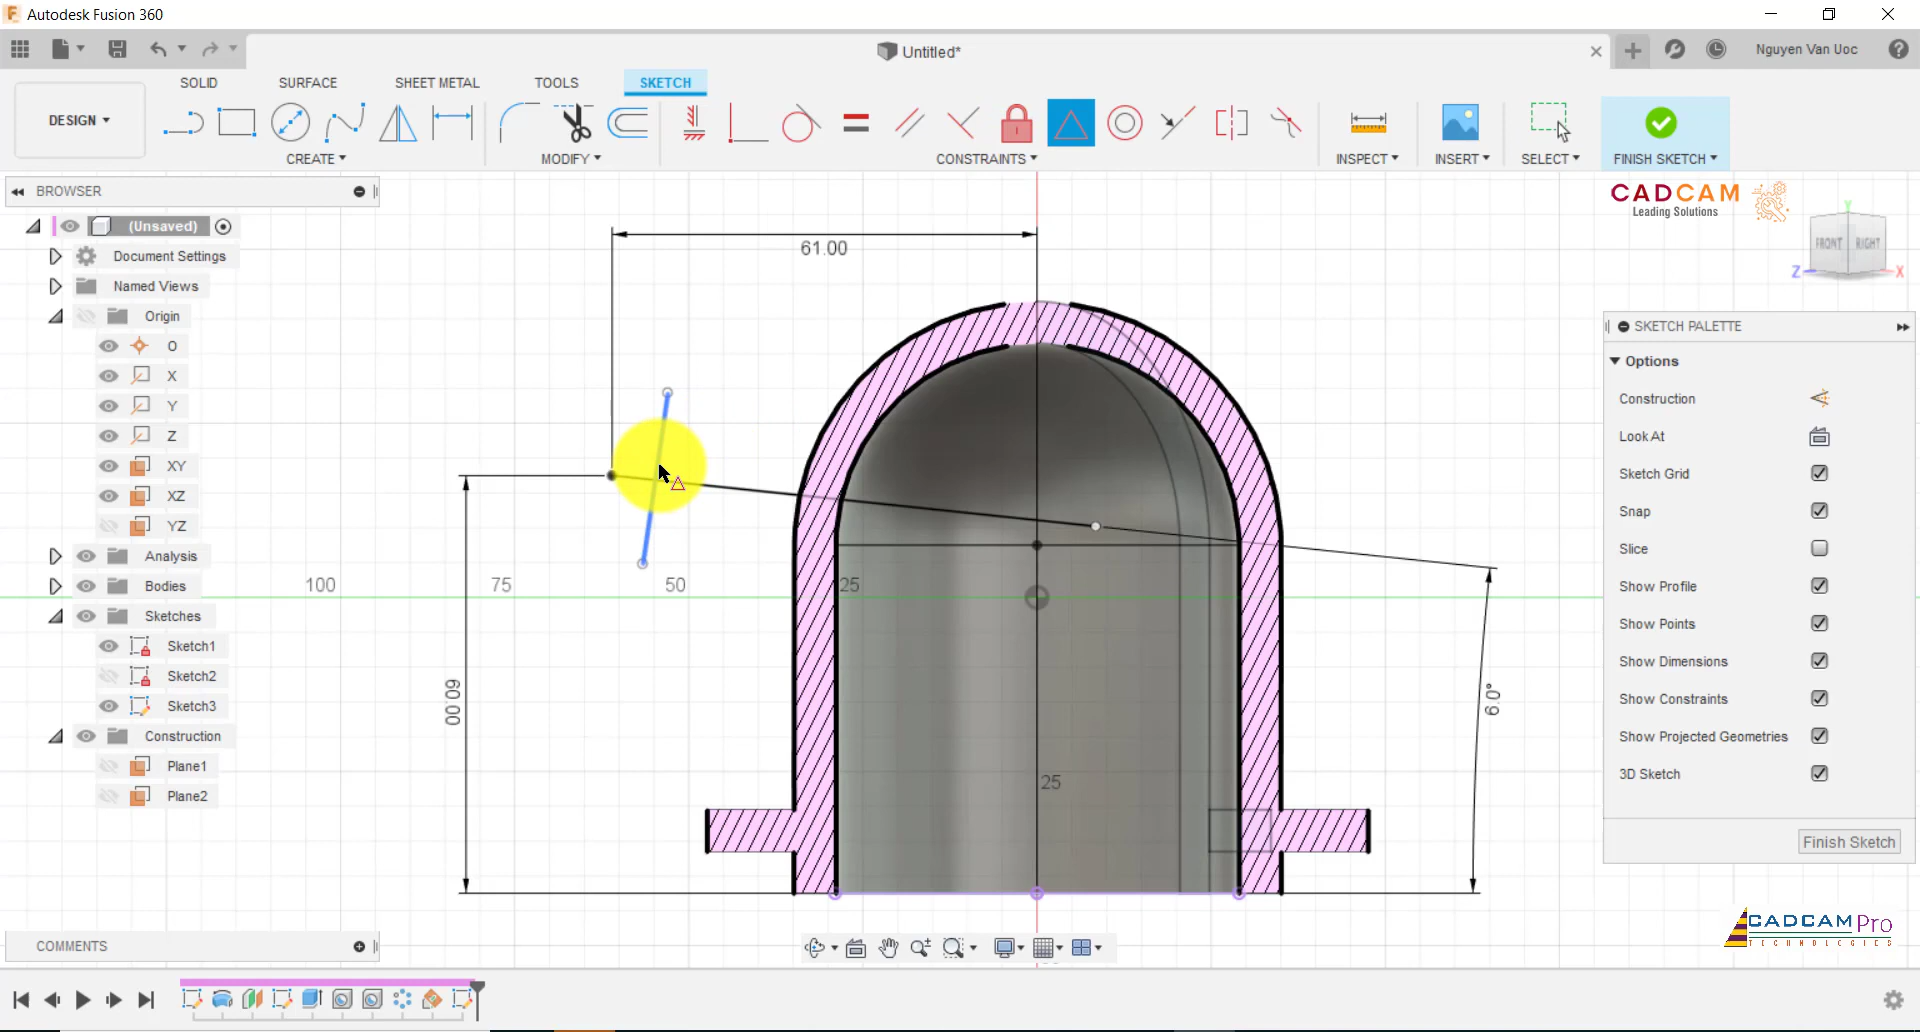 Autodesk Fusion 360
Untitled*
Nguyen Van Uoc
DESIGN
SOLID
SURFACE
SHEET METAL
TOOLS
SKETCH
CREATE
MODIFY
CONSTRAINTS
INSPECT
INSERT
SELECT
FINISH SKETCH
BROWSER
(Unsaved)
Document Settings
Named Views
Origin
O
X
Y
Z
XY
XZ
YZ
Analysis
Bodies
Sketches
Sketch1
Sketch2
Sketch3
Construction
Plane1
Plane2
COMMENTS
61.00
60.00
6.0°
100
75
50
25
25
CADCAM
Leading Solutions
Y
FRONT
RIGHT
Z
X
SKETCH PALETTE
Options
Construction
Look At
Sketch Grid
Snap
Slice
Show Profile
Show Points
Show Dimensions
Show Constraints
Show Projected Geometries
3D Sketch
Finish Sketch
CADCAM Pro
TECHNOLOGIES